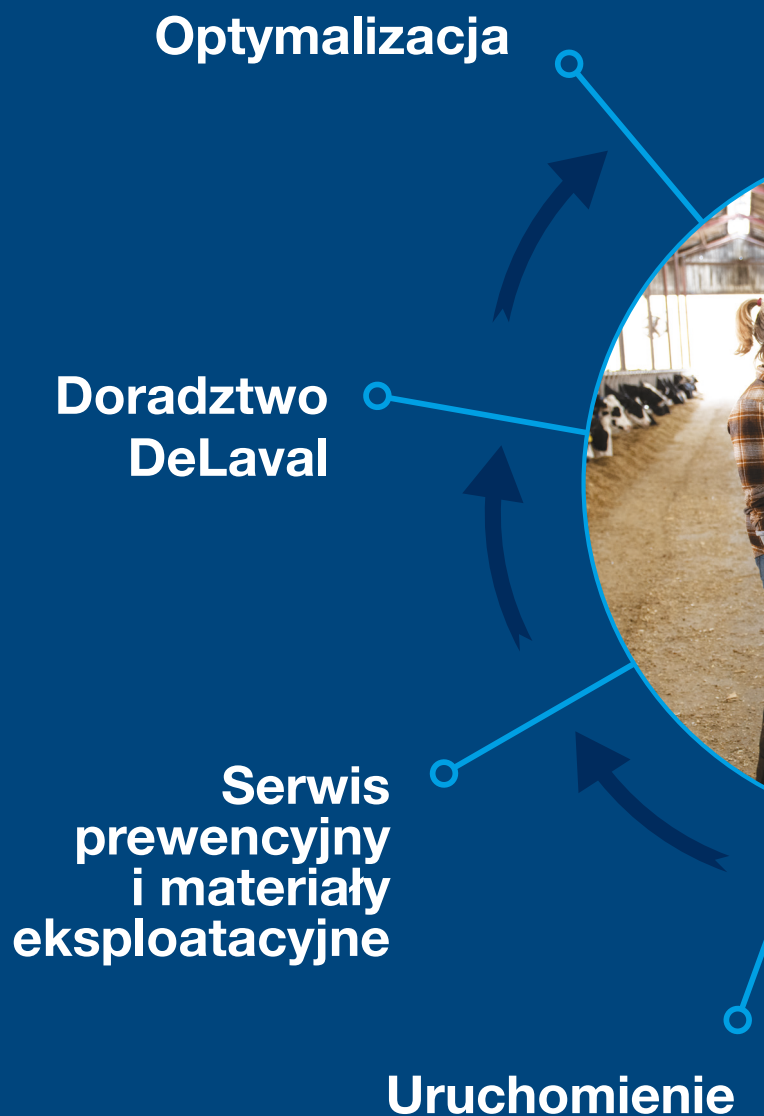 Optymalizacja
Doradztwo
DeLaval
Serwis
prewencyjny
i materiały
eksploatacyjne
Uruchomienie